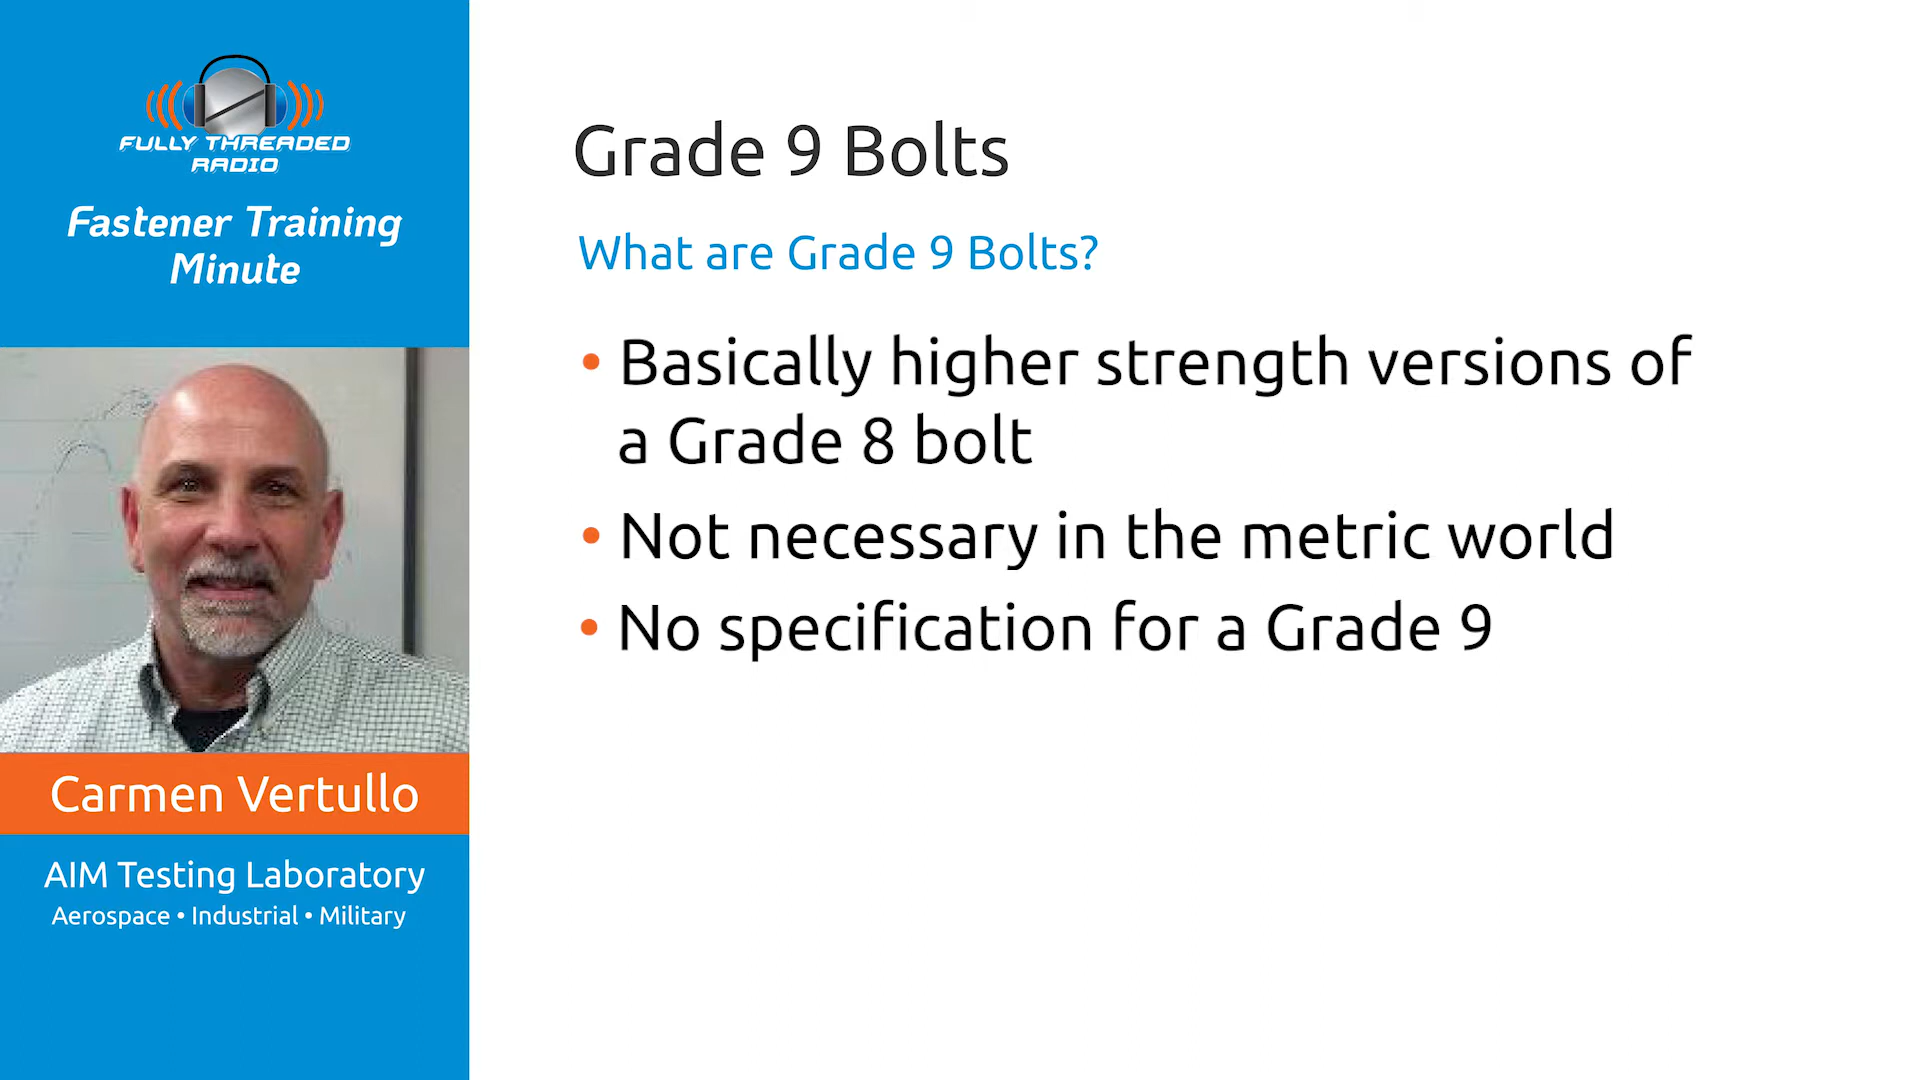 FULLY THREADED
RADIO
Fastener Training
Minute
Carmen Vertullo
AIM Testing Laboratory
Aerospace • Industrial • Military
Grade 9 Bolts
What are Grade 9 Bolts?
• Basically higher strength versions of
a Grade 8 bolt
• Not necessary in the metric world
• No specification for a Grade 9